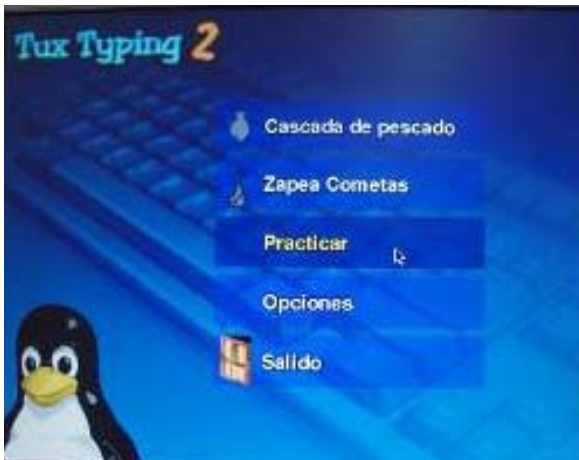 Tux Typing 2
Cascada de pescado
Zapea Cometas
Practicar
Opciones
Salido